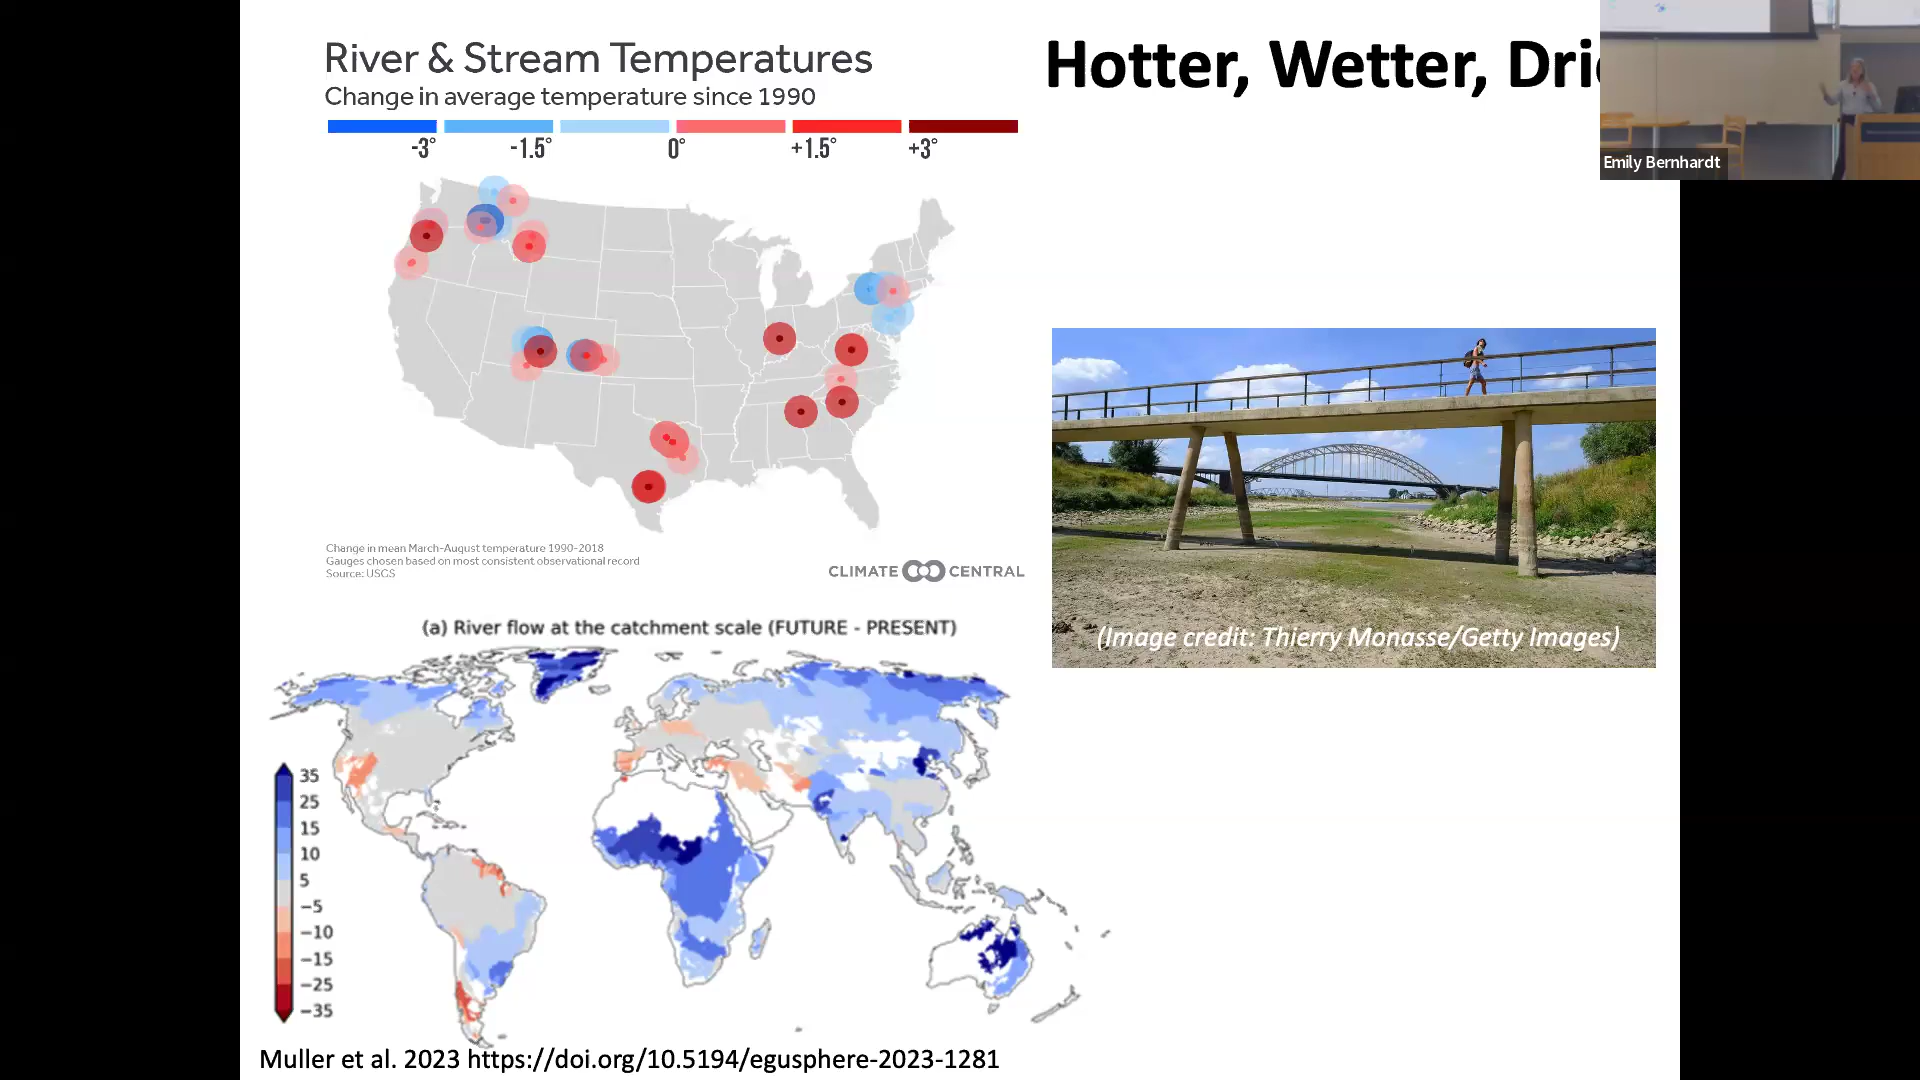 River & Stream Temperatures
Change in average temperature since 1990
-3°
-1.5°
0°
+1.5°
+3°
Change in mean March-August temperature 1990-2018
Gauges chosen based on most consistent observational record
Source: USGS
CLIMATE CENTRAL
Hotter, Wetter,
Emily Bernhardt
(Image credit: Thierry Monasse/Getty Images)
(a) River flow at the catchment scale (FUTURE - PRESENT)
35
25
15
10
5
−5
−10
−15
−25
−35
Muller et al. 2023 https://doi.org/10.5194/egusphere-2023-1281